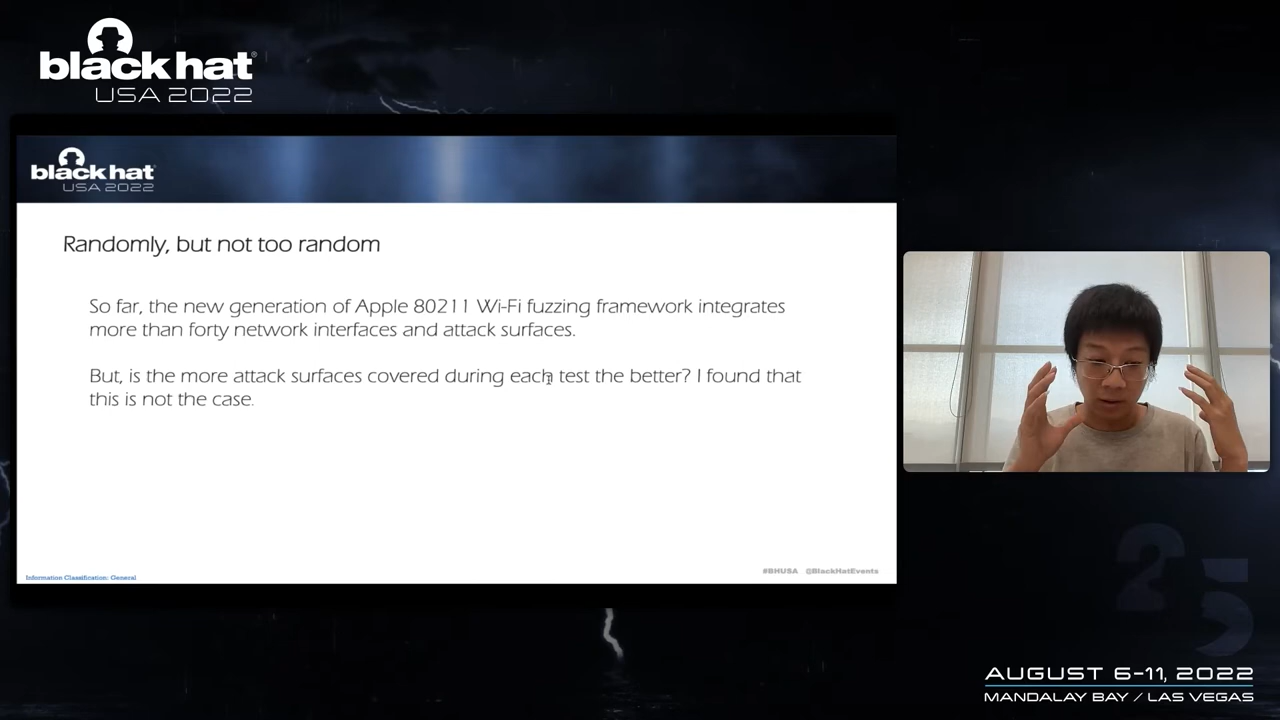 black hat®
USA 2022
black hat
USA 2022
Randomly, but not too random
So far, the new generation of Apple 80211 Wi-Fi fuzzing framework integrates
more than forty network interfaces and attack surfaces.
But, is the more attack surfaces covered during each test the better? I found that
this is not the case.
Information Classification: General
#BHUSA @BlackHatEvents
25
AUGUST 6-11, 2022
MANDALAY BAY / LAS VEGAS